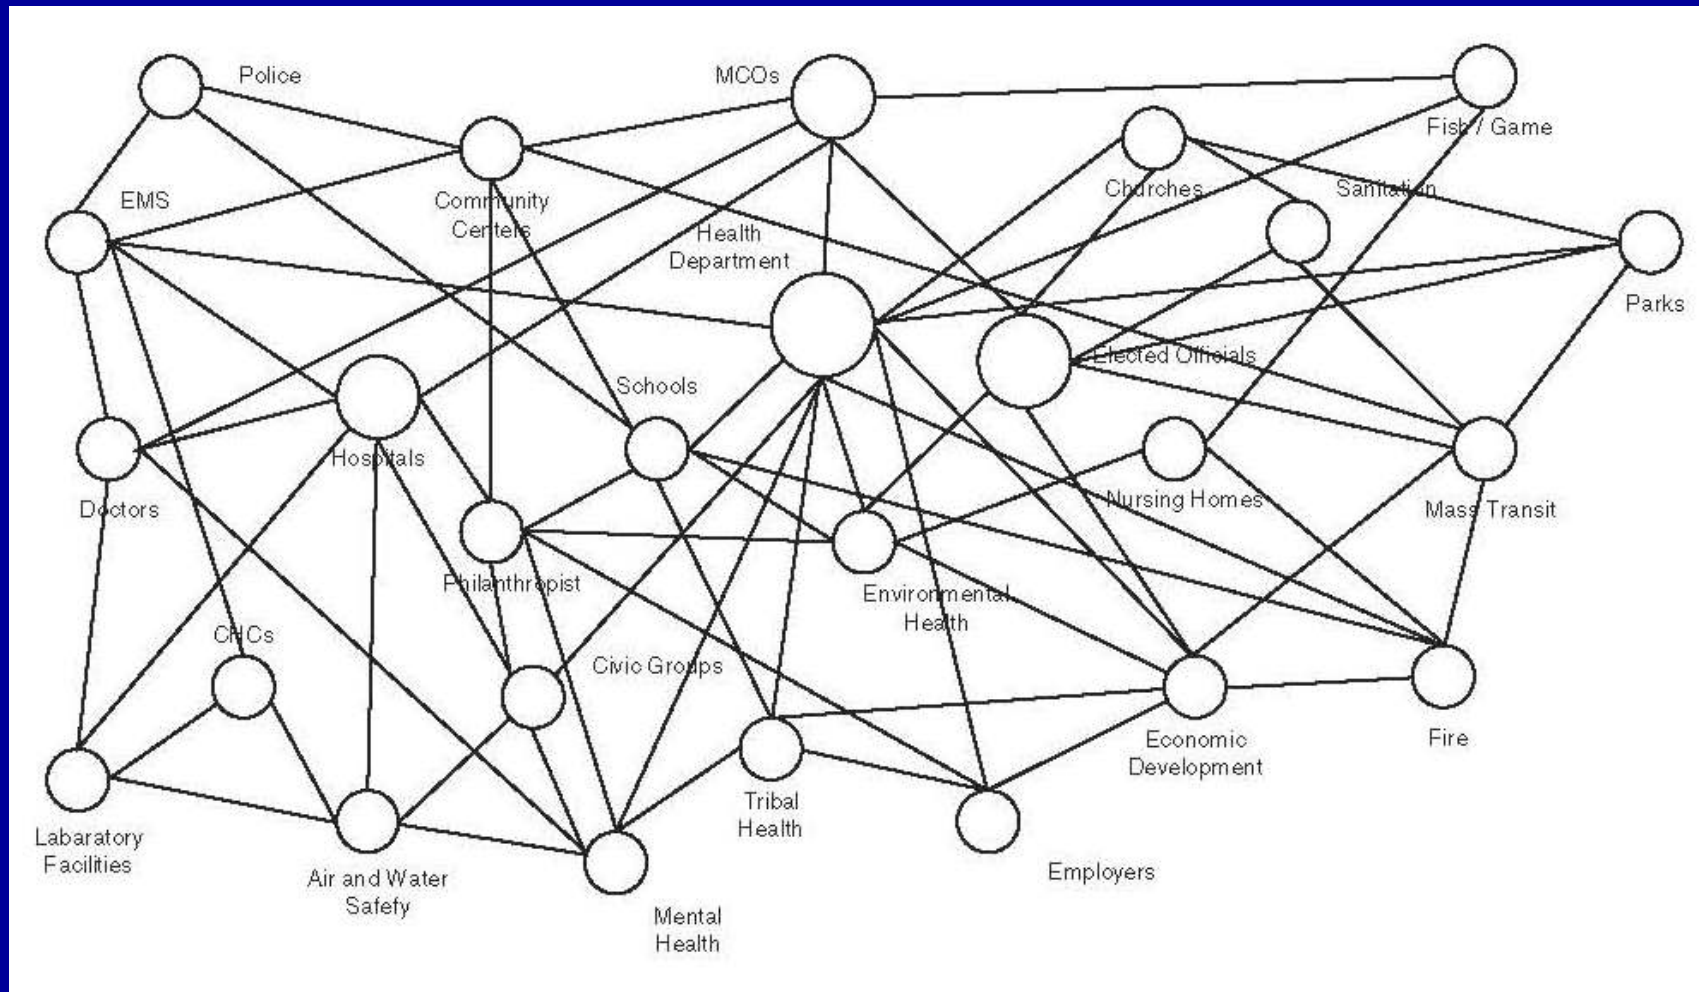 Police
MCOs
Fish / Game
EMS
Community
Centers
Churches
Sanitation
Health
Department
Parks
Elected Officials
Schools
Hospitals
Doctors
Nursing Homes
Mass Transit
Philanthropist
Environmental
Health
CHCs
Civic Groups
Economic
Development
Fire
Labaratory
Facilities
Tribal
Health
Air and Water
Safety
Employers
Mental
Health